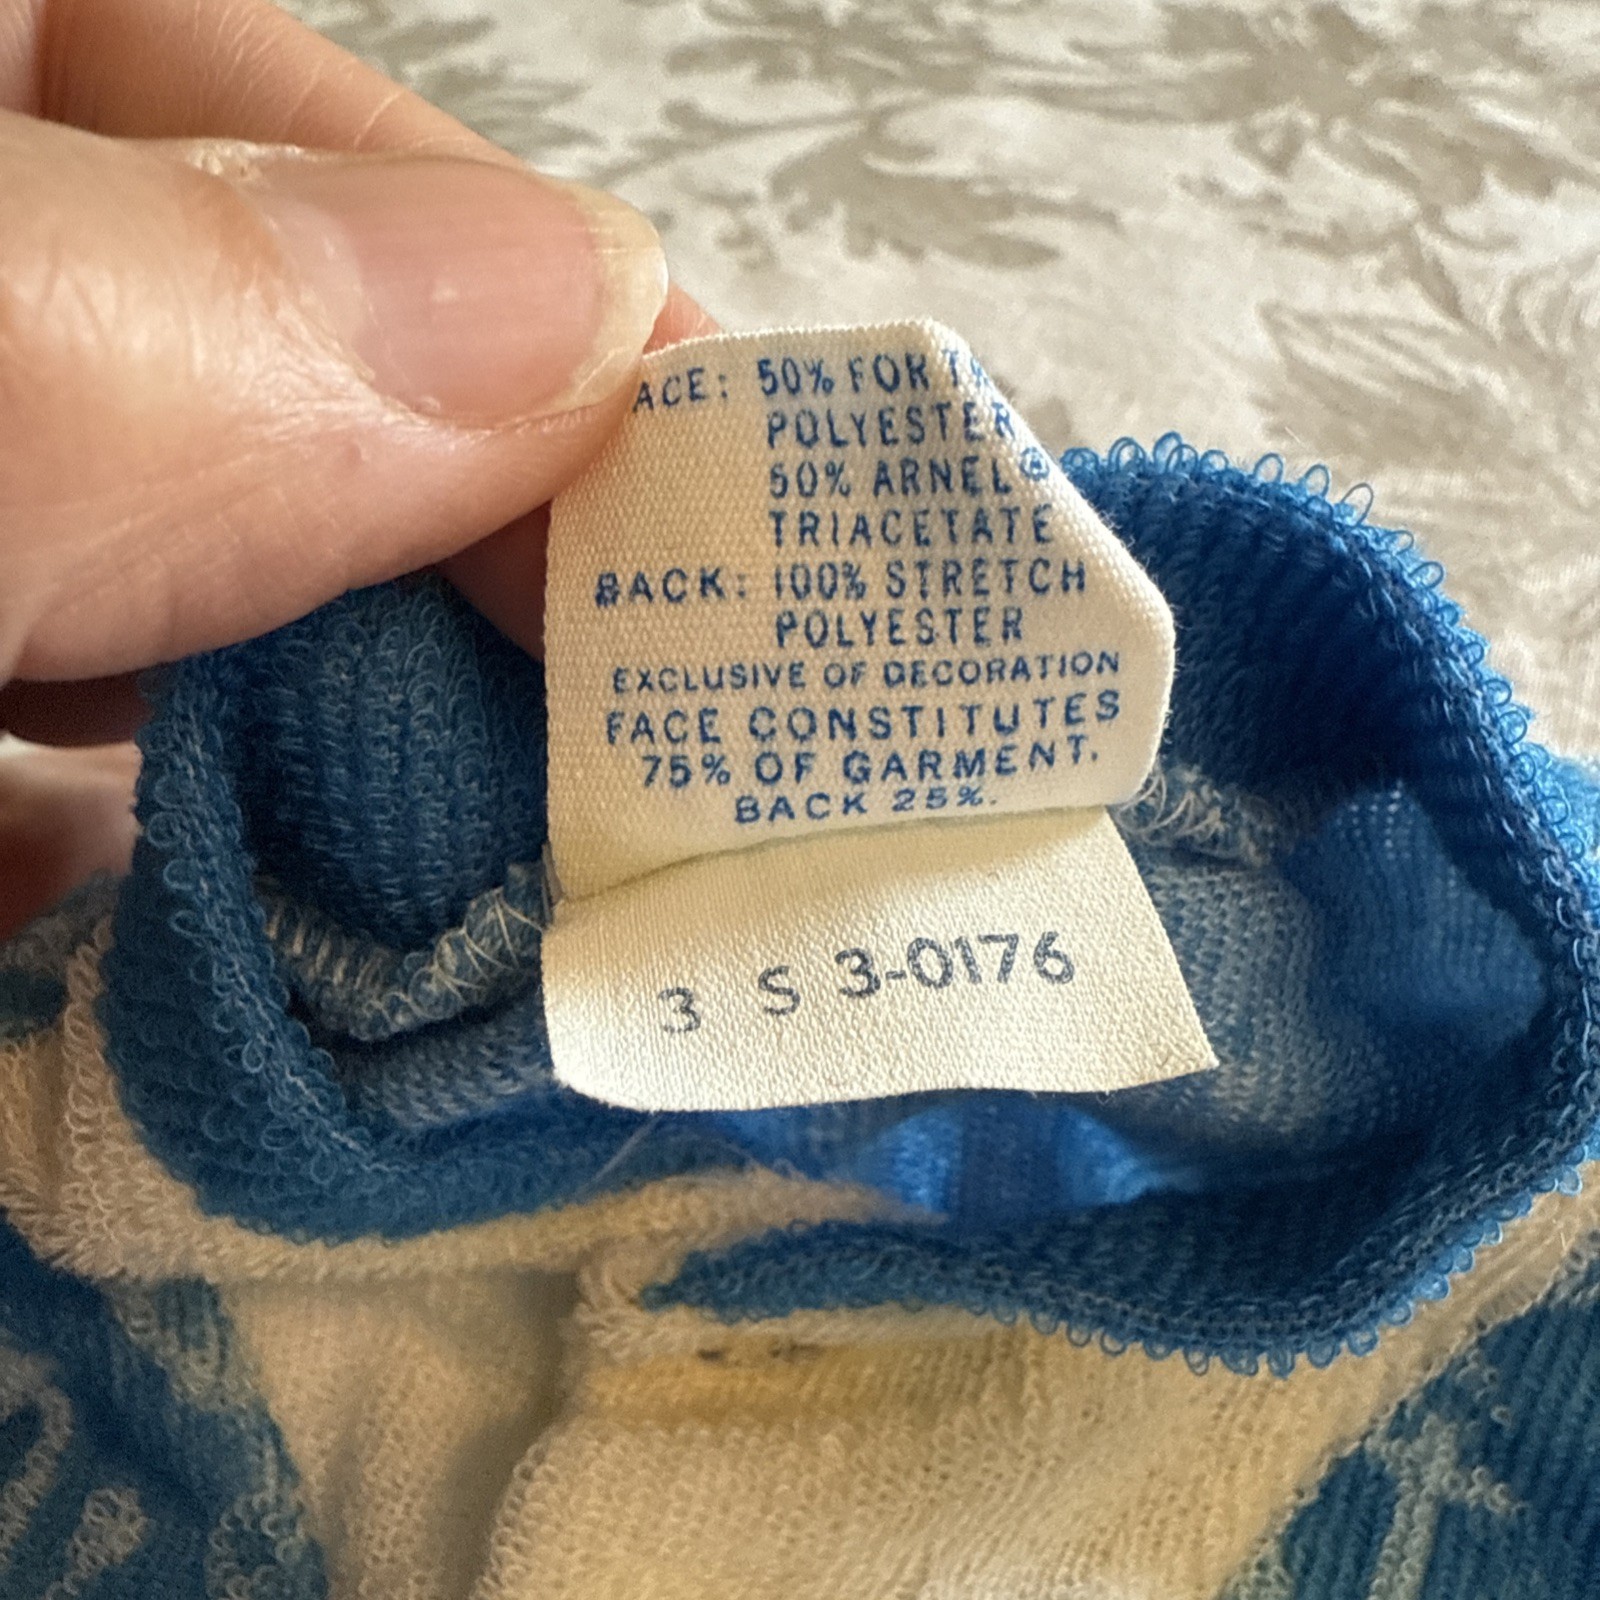 ACE: 50% FOR
POLYESTER
50% ARNEL®
TRIACETATE
BACK: 100% STRETCH
POLYESTER
EXCLUSIVE OF DECORATION
FACE CONSTITUTES
75% OF GARMENT.
BACK 25%.
3 S 3-0176